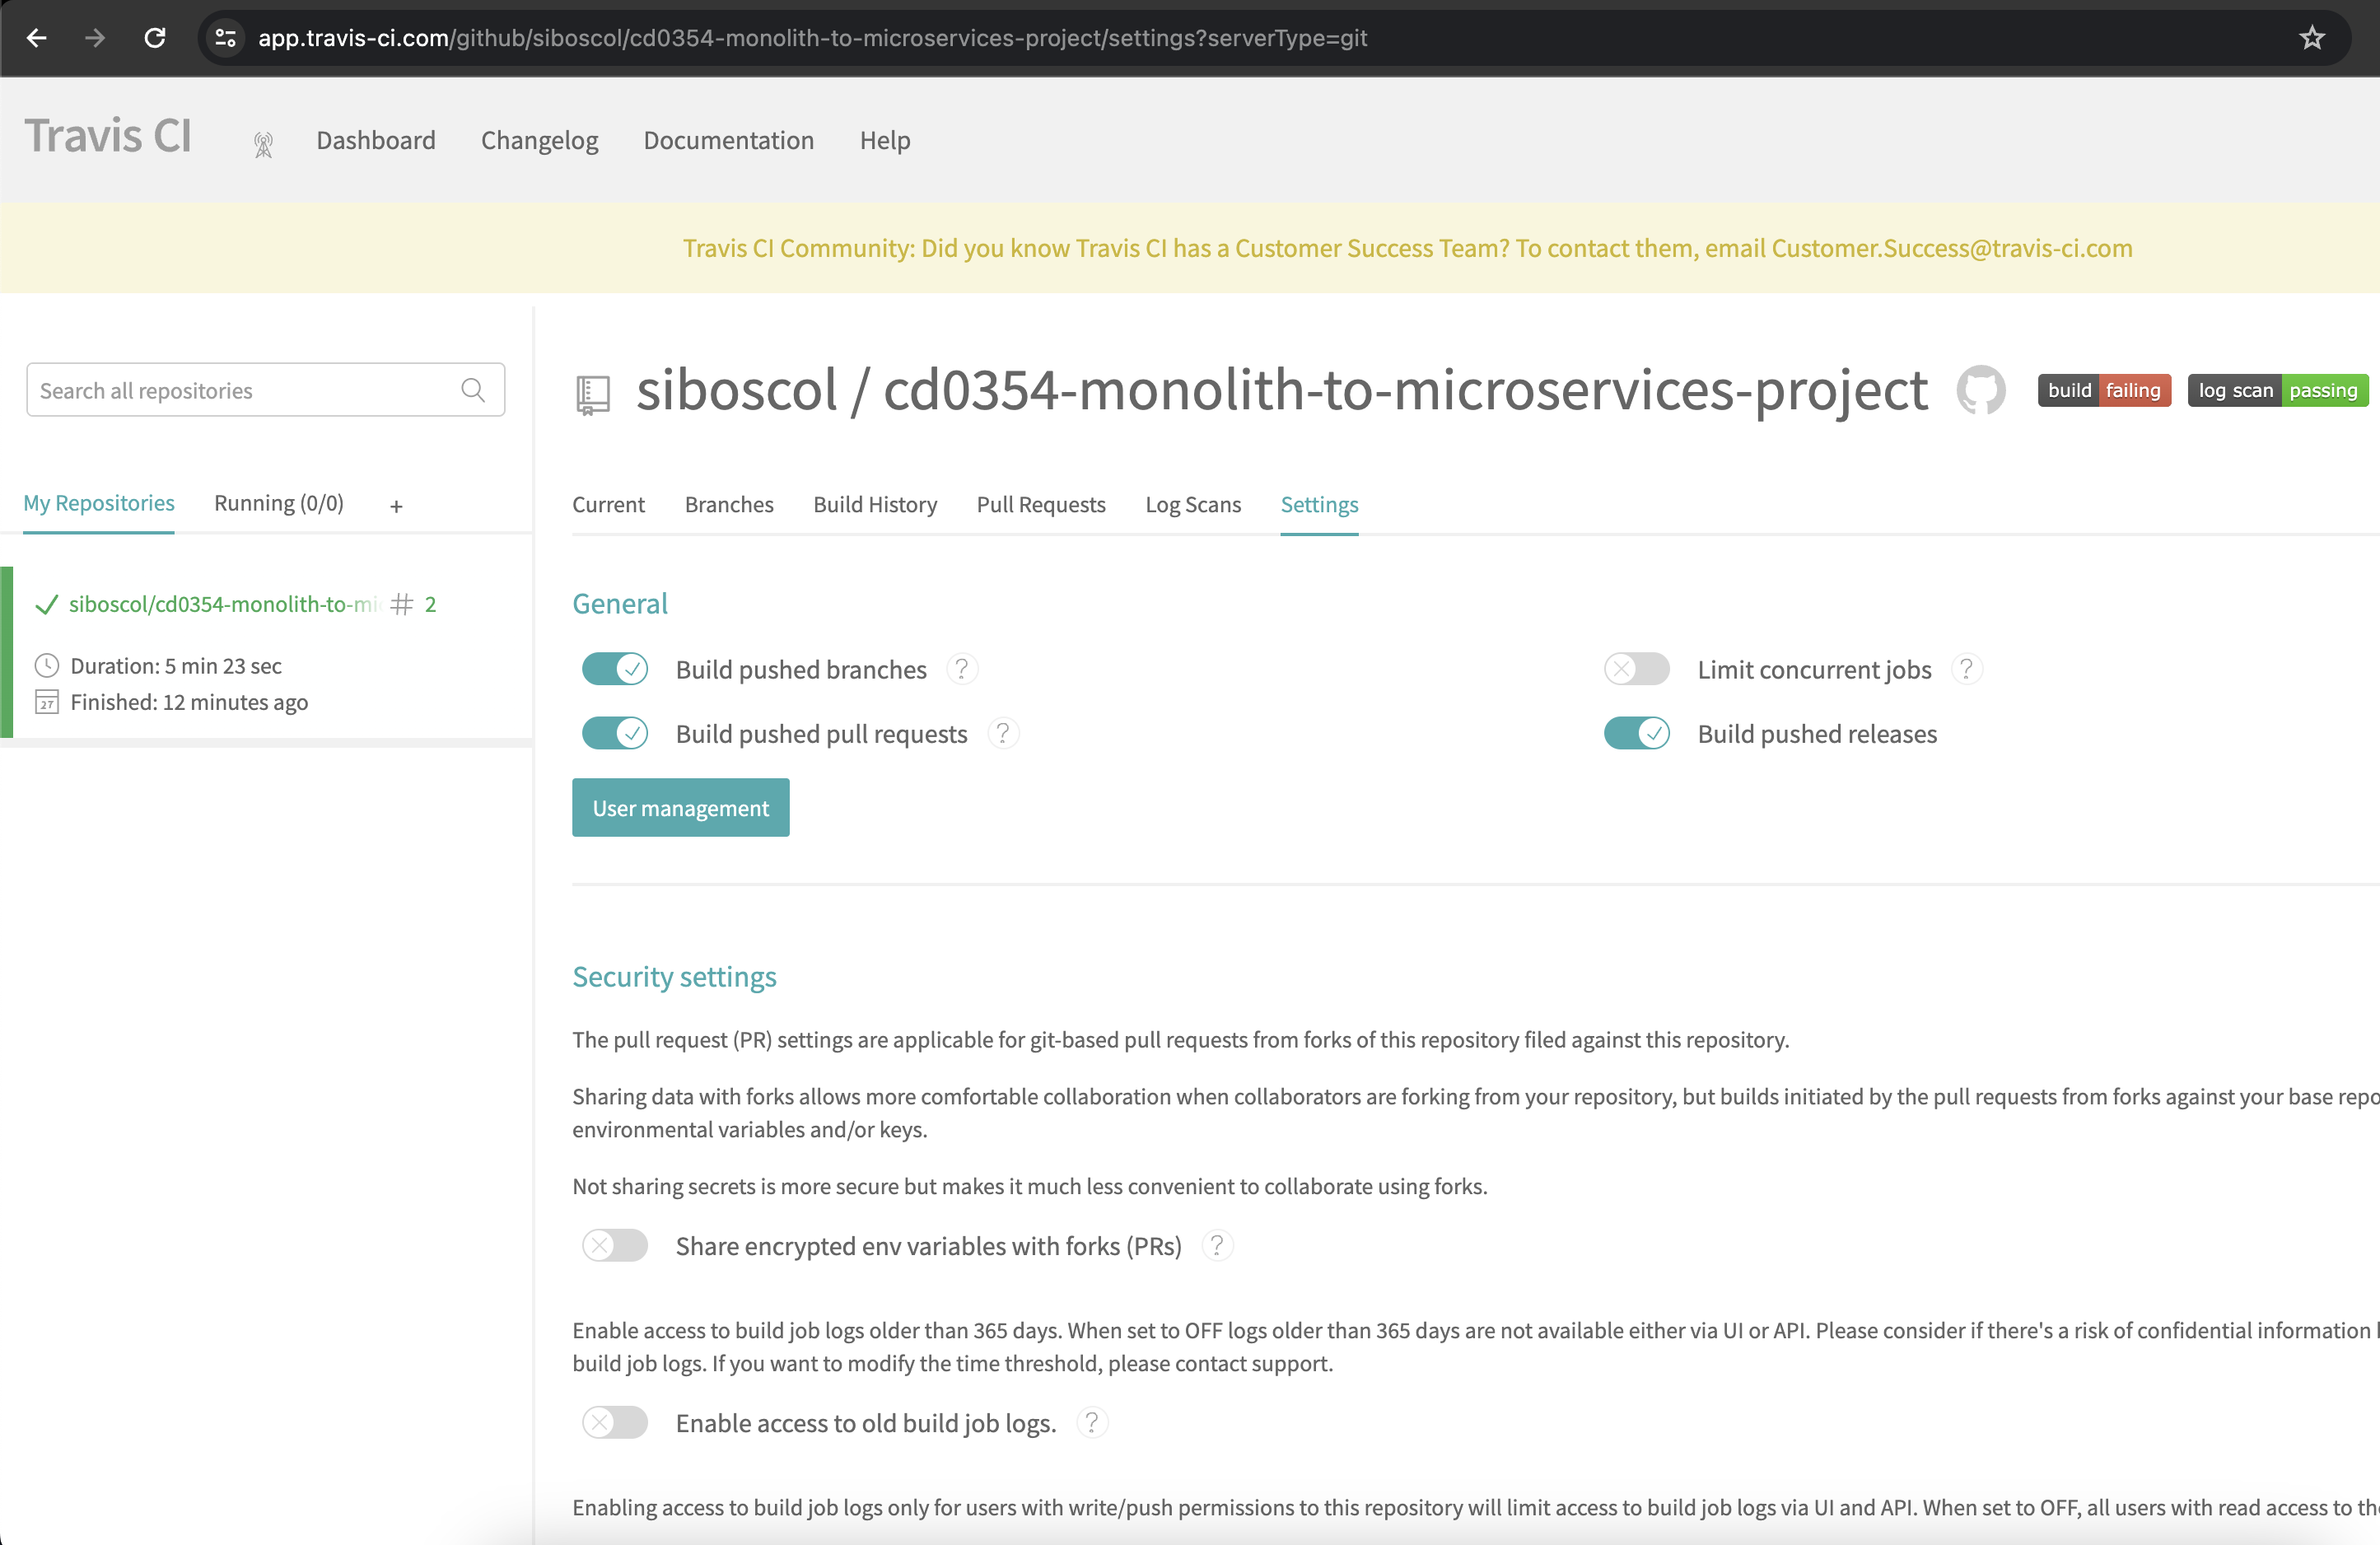 app.travis-ci.com/github/siboscol/cd0354-monolith-to-microservices-project/settings?serverType=git
Travis CI
Dashboard
Changelog
Documentation
Help
Travis CI Community: Did you know Travis CI has a Customer Success Team? To contact them, email Customer.Success@travis-ci.com
Search all repositories
siboscol / cd0354-monolith-to-microservices-project
build failing
log scan passing
My Repositories
Running (0/0)
+
Current
Branches
Build History
Pull Requests
Log Scans
Settings
siboscol/cd0354-monolith-to-mi
# 2
Duration: 5 min 23 sec
27
Finished: 12 minutes ago
General
Build pushed branches ?
Limit concurrent jobs ?
Build pushed pull requests ?
Build pushed releases
User management
Security settings
The pull request (PR) settings are applicable for git-based pull requests from forks of this repository filed against this repository.
Sharing data with forks allows more comfortable collaboration when collaborators are forking from your repository, but builds initiated by the pull requests from forks against your base repo
environmental variables and/or keys.
Not sharing secrets is more secure but makes it much less convenient to collaborate using forks.
Share encrypted env variables with forks (PRs) ?
Enable access to build job logs older than 365 days. When set to OFF logs older than 365 days are not available either via UI or API. Please consider if there's a risk of confidential information
build job logs. If you want to modify the time threshold, please contact support.
Enable access to old build job logs. ?
Enabling access to build job logs only for users with write/push permissions to this repository will limit access to build job logs via UI and API. When set to OFF, all users with read access to